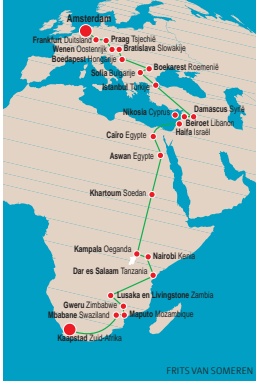 Amsterdam
Frankfurt Duitsland
Praag Tsjechië
Wenen Oostenrijk
Bratislava Slowakije
Boedapest Hongarije
Sofia Bulgarije
Boekarest Roemenië
Istanbul Turkije
Nikosia Cyprus
Damascus Syrië
Beiroet Libanon
Haifa Israël
Cairo Egypte
Aswan Egypte
Khartoum Soedan
Kampala Oeganda
Nairobi Kenia
Dar es Salaam Tanzania
Lusaka en Livingstone Zambia
Gweru Zimbabwe
Mbabane Swaziland
Maputo Mozambique
Kaapstad Zuid-Afrika
FRITS VAN SOMEREN